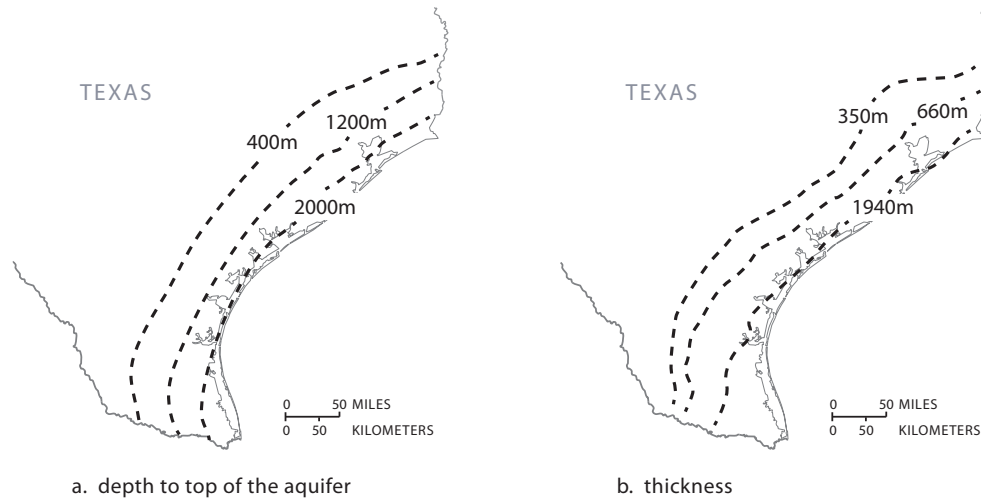 TEXAS
400m
1200m
2000m
0 50 MILES
0 50 KILOMETERS
a. depth to top of the aquifer
TEXAS
350m
660m
1940m
0 50 MILES
0 50 KILOMETERS
b. thickness